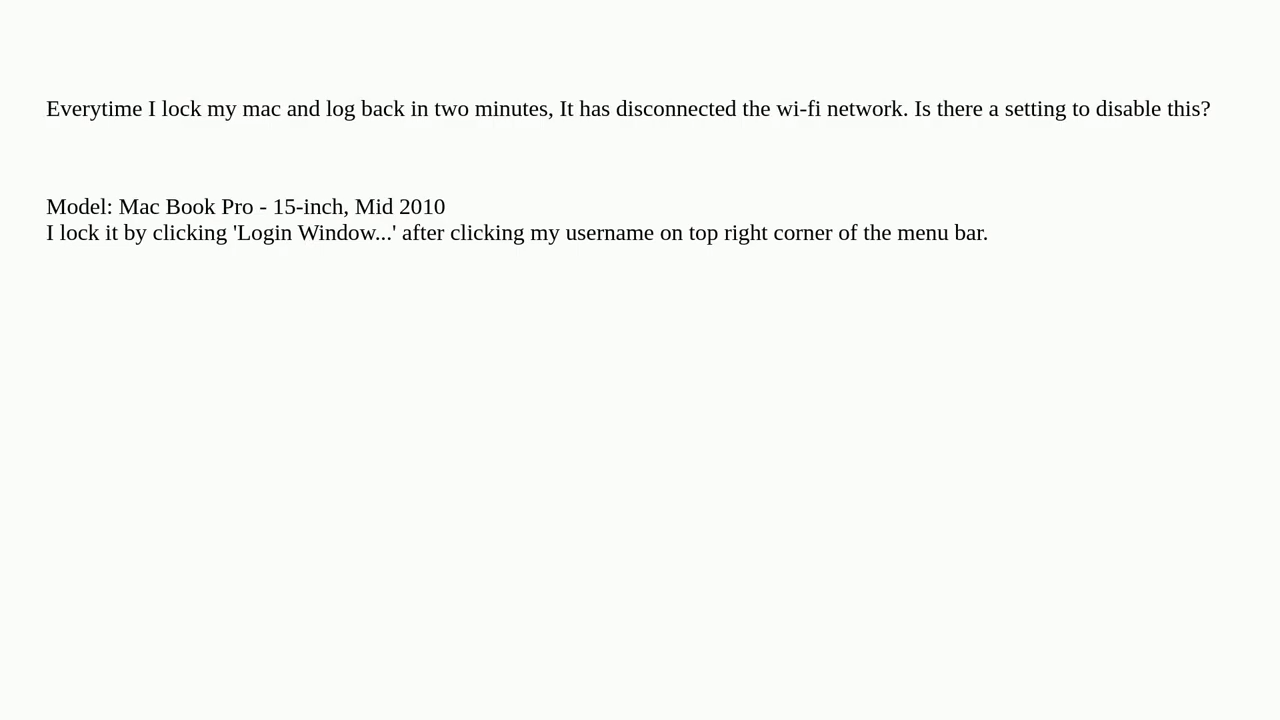 Everytime I lock my mac and log back in two minutes, It has disconnected the wi-fi network. Is there a setting to disable this?
Model: Mac Book Pro - 15-inch, Mid 2010
I lock it by clicking 'Login Window...' after clicking my username on top right corner of the menu bar.